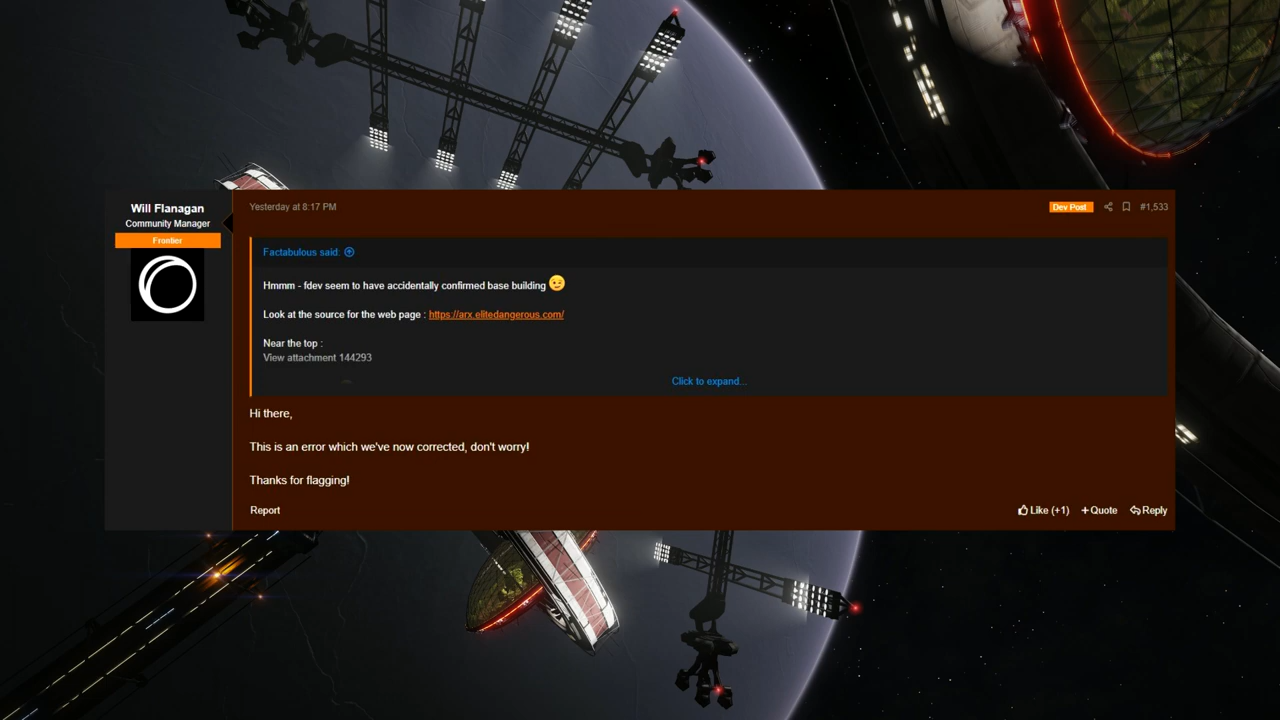 Will Flanagan
Community Manager
Frontier
Yesterday at 8:17 PM
Dev Post
#1,533
Factabulous said:
Hmmm - fdev seem to have accidentally confirmed base building 😉
Look at the source for the web page : https://arx.elitedangerous.com/
Near the top :
View attachment 144293
Click to expand...
Hi there,
This is an error which we've now corrected, don't worry!
Thanks for flagging!
Report
Like (+1)
+Quote
Reply